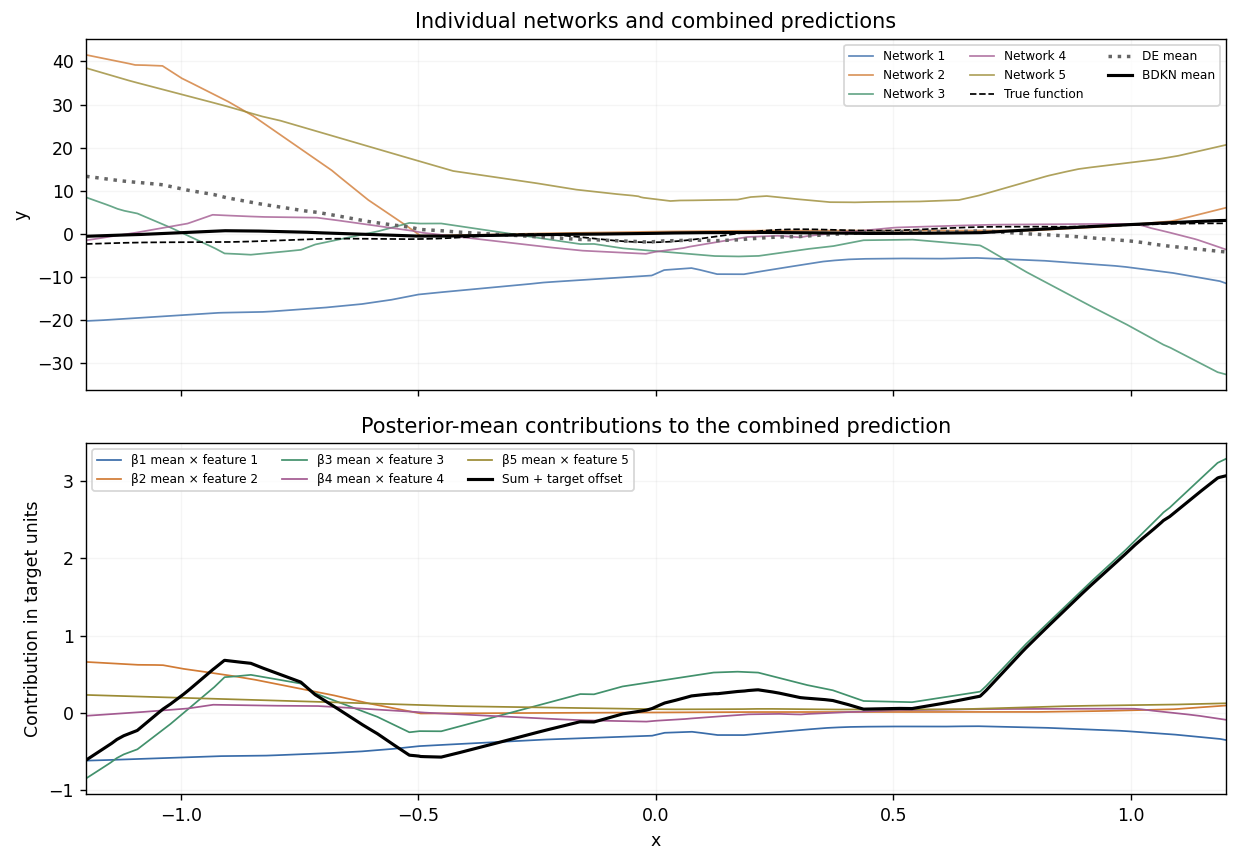 Individual networks and combined predictions
Network 1
Network 2
Network 3
Network 4
Network 5
True function
DE mean
BDKN mean
y
40
30
20
10
0
−10
−20
−30
Posterior-mean contributions to the combined prediction
β1 mean × feature 1
β2 mean × feature 2
β3 mean × feature 3
β4 mean × feature 4
β5 mean × feature 5
Sum + target offset
Contribution in target units
3
2
1
0
−1
−1.0
−0.5
0.0
0.5
1.0
x